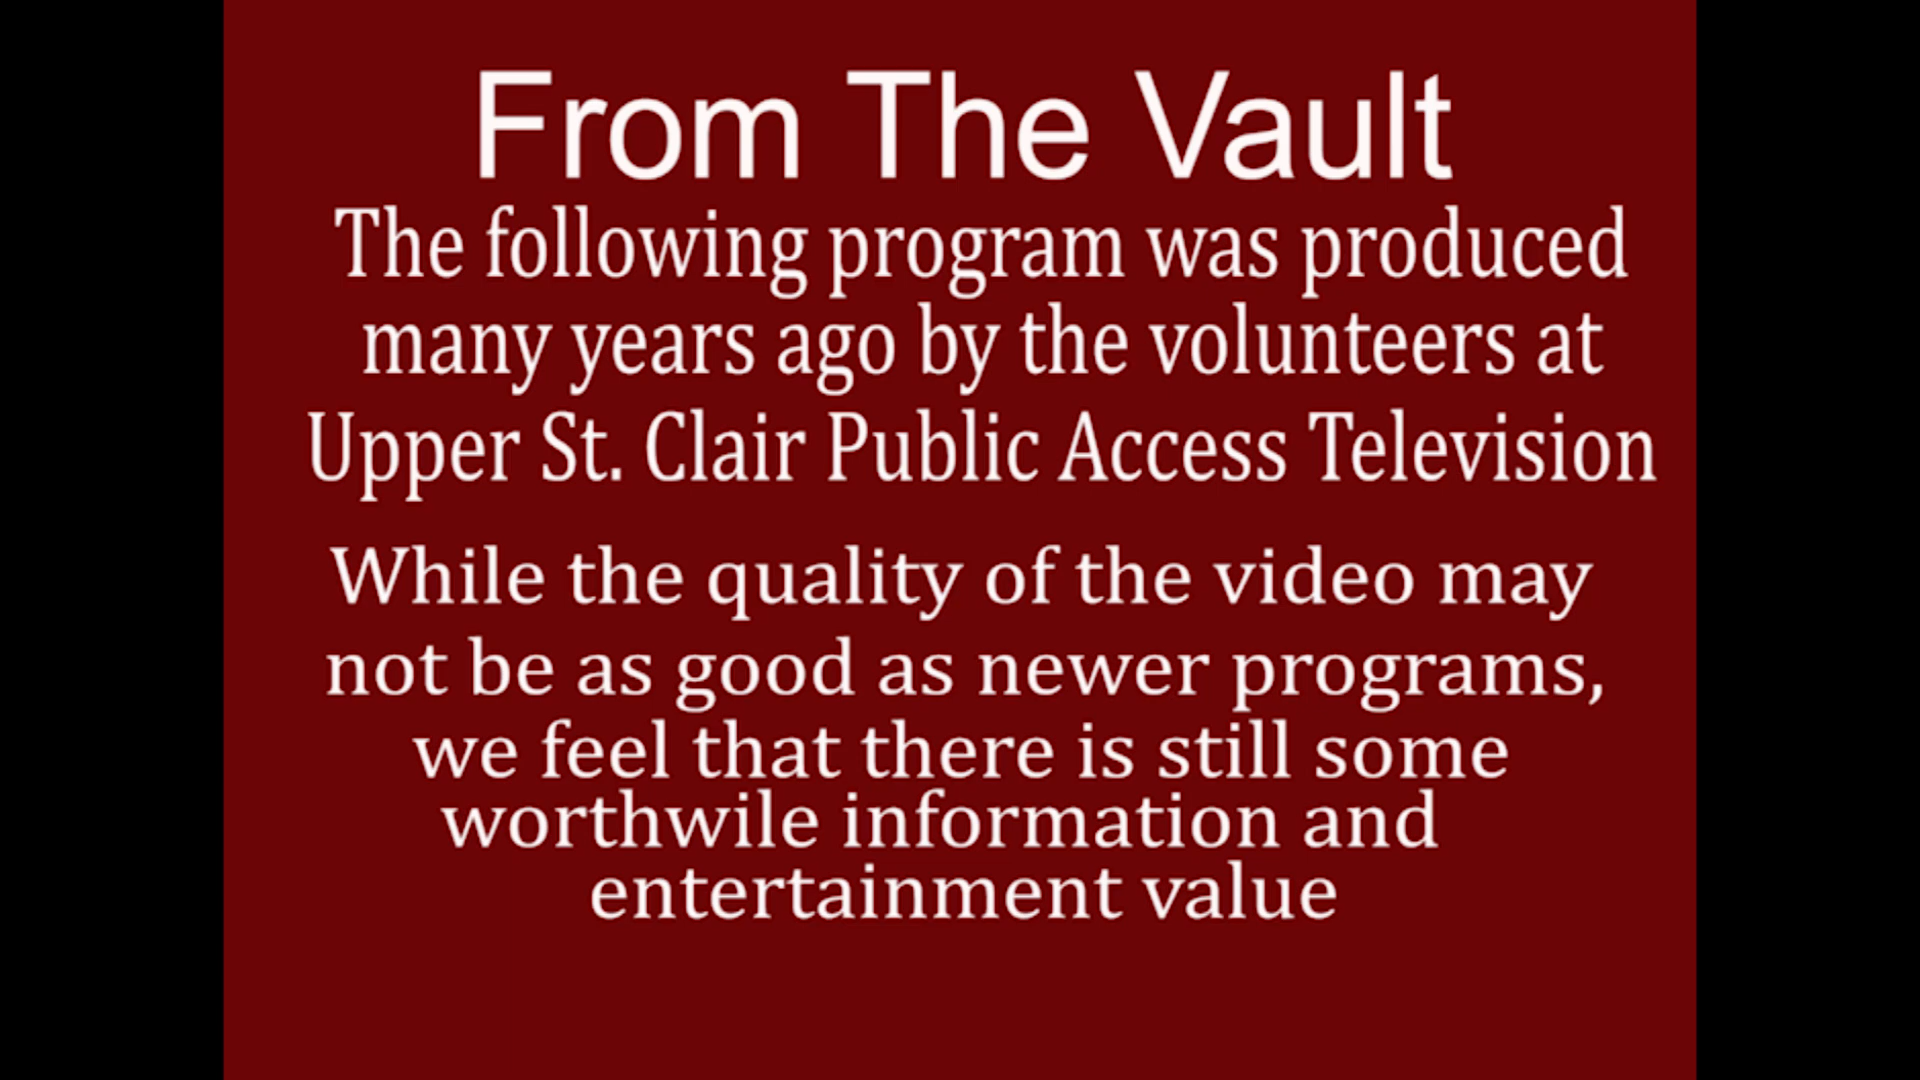 From The Vault
The following program was produced
many years ago by the volunteers at
Upper St. Clair Public Access Television
While the quality of the video may
not be as good as newer programs,
we feel that there is still some
worthwile information and
entertainment value